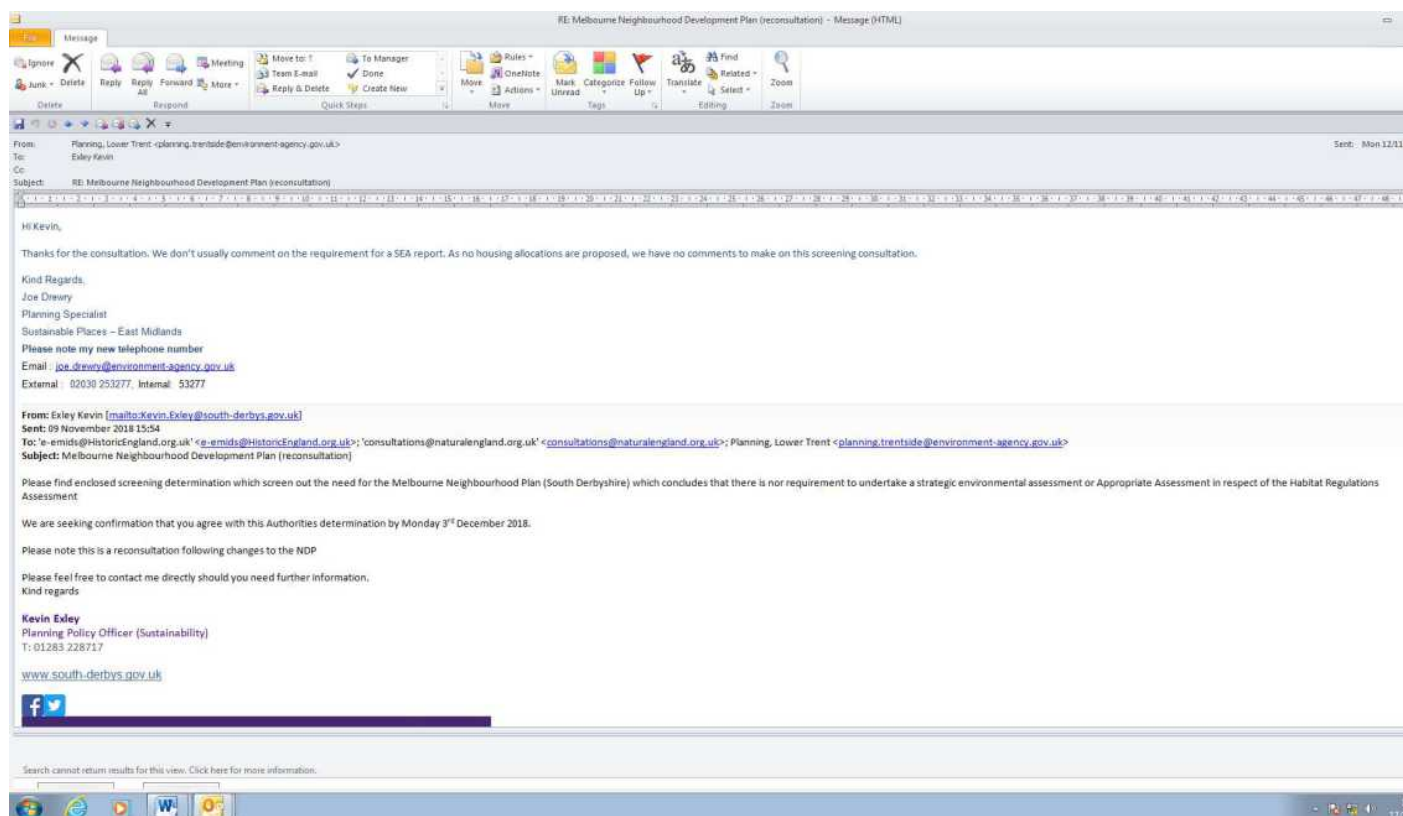 RE: Melbourne Neighbourhood Development Plan (reconsultation) - Message (HTML)
File Message
Ignore
Junk
Delete
Reply
Reply All
Forward
Meeting
More
Move to: ?
Team E-mail
Reply & Delete
To Manager
Done
Create New
Move
Rules
OneNote
Actions
Mark Unread
Categorize
Follow Up
Translate
Find
Related
Select
Zoom
Delete Respond Quick Steps Move Tags Editing Zoom
From: Planning, Lower Trent <planning.trentside@environment-agency.gov.uk> Sent: Mon 12/11
To: Exley Kevin
Cc
Subject: RE: Melbourne Neighbourhood Development Plan (reconsultation)
Hi Kevin,
Thanks for the consultation. We don't usually comment on the requirement for a SEA report. As no housing allocations are proposed, we have no comments to make on this screening consultation.
Kind Regards,
Joe Drewry
Planning Specialist
Sustainable Places – East Midlands
Please note my new telephone number
Email : joe.drewry@environment-agency.gov.uk
External : 02030 253277, Internal: 53277
From: Exley Kevin [mailto:Kevin.Exley@south-derbys.gov.uk]
Sent: 09 November 2018 15:54
To: 'e-emids@HistoricEngland.org.uk' <e-emids@HistoricEngland.org.uk>; 'consultations@naturalengland.org.uk' <consultations@naturalengland.org.uk>; Planning, Lower Trent <planning.trentside@environment-agency.gov.uk>
Subject: Melbourne Neighbourhood Development Plan (reconsultation)
Please find enclosed screening determination which screen out the need for the Melbourne Neighbourhood Plan (South Derbyshire) which concludes that there is nor requirement to undertake a strategic environmental assessment or Appropriate Assessment in respect of the Habitat Regulations
Assessment
We are seeking confirmation that you agree with this Authorities determination by Monday 3rd December 2018.
Please note this is a reconsultation following changes to the NDP
Please feel free to contact me directly should you need further information.
Kind regards
Kevin Exley
Planning Policy Officer (Sustainability)
T: 01283 228717
www.south-derbys.gov.uk
Search cannot return results for this view. Click here for more information.